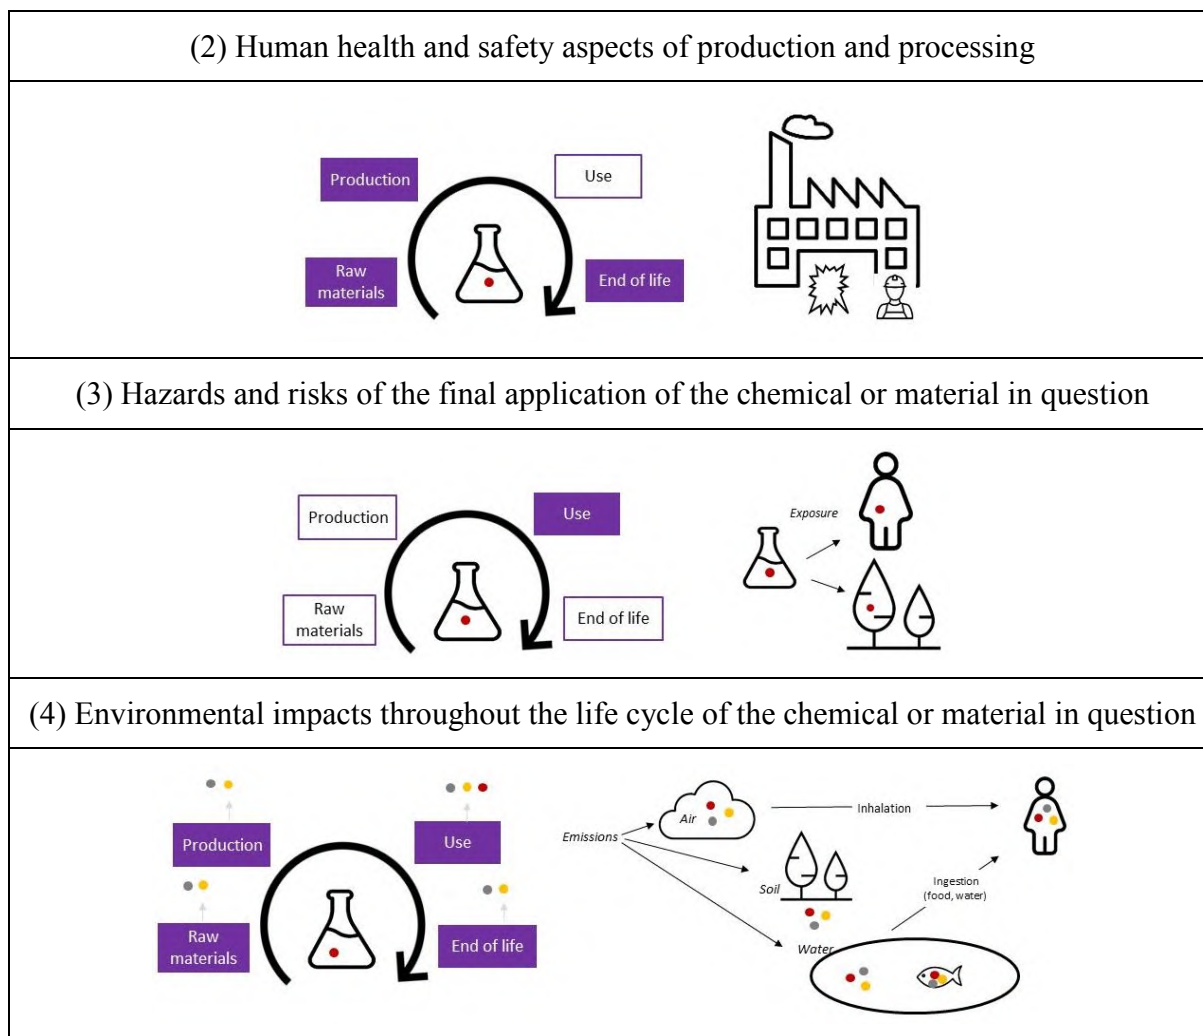 (2) Human health and safety aspects of production and processing
Production
Use
Raw
materials
End of life
(3) Hazards and risks of the final application of the chemical or material in question
Production
Use
Exposure
Raw
materials
End of life
(4) Environmental impacts throughout the life cycle of the chemical or material in question
Production
Use
Raw
materials
End of life
Emissions
Air
Inhalation
Soil
Ingestion
(food, water)
Water